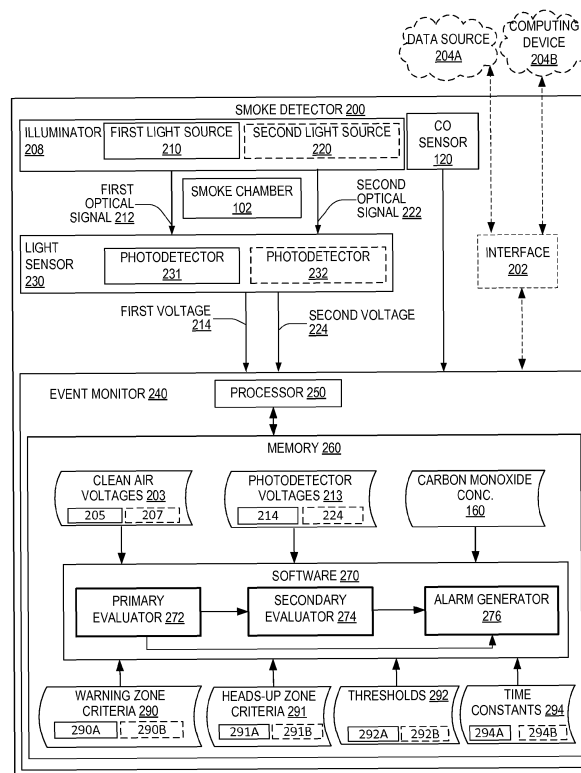 DATA SOURCE
204A
COMPUTING
DEVICE
204B
SMOKE DETECTOR 200
ILLUMINATOR
208
FIRST LIGHT SOURCE
210
SECOND LIGHT SOURCE
220
CO
SENSOR
120
FIRST
OPTICAL
SIGNAL 212
SMOKE CHAMBER
102
SECOND
OPTICAL
SIGNAL 222
LIGHT
SENSOR
230
PHOTODETECTOR
231
PHOTODETECTOR
232
INTERFACE
202
FIRST VOLTAGE
214
SECOND VOLTAGE
224
EVENT MONITOR 240
PROCESSOR 250
MEMORY 260
CLEAN AIR
VOLTAGES 203
205
207
PHOTODETECTOR
VOLTAGES 213
214
224
CARBON MONOXIDE
CONC.
160
SOFTWARE 270
PRIMARY
EVALUATOR 272
SECONDARY
EVALUATOR 274
ALARM GENERATOR
276
WARNING ZONE
CRITERIA 290
290A
290B
HEADS-UP ZONE
CRITERIA 291
291A
291B
THRESHOLDS 292
292A
292B
TIME
CONSTANTS 294
294A
294B